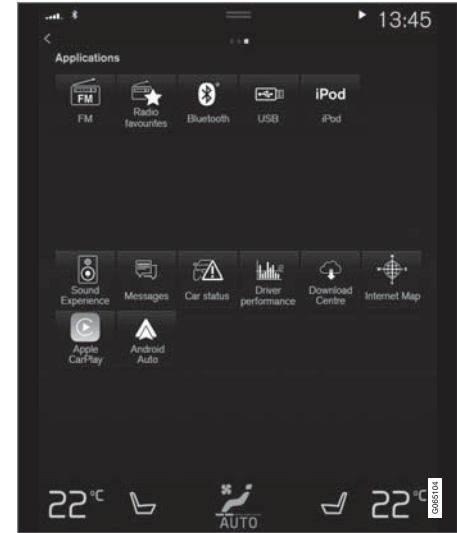 13:45
Applications
FM
iPod
FM
Radio
favourites
Bluetooth
USB
iPod
Sound
Experience
Messages
Car status
Driver
performance
Download
Centre
Internet Map
Apple
CarPlay
Android
Auto
22°C
AUTO
22°C
G065104